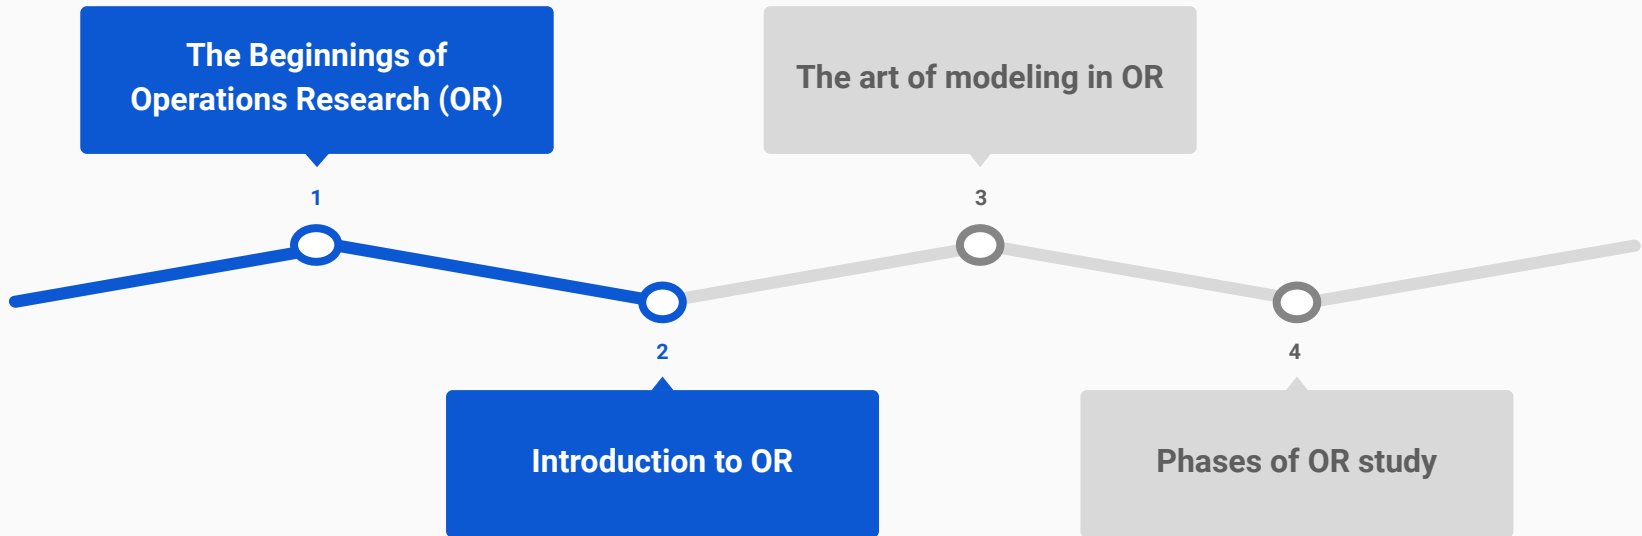 The Beginnings of
Operations Research (OR)
1
2
Introduction to OR
The art of modeling in OR
3
4
Phases of OR study